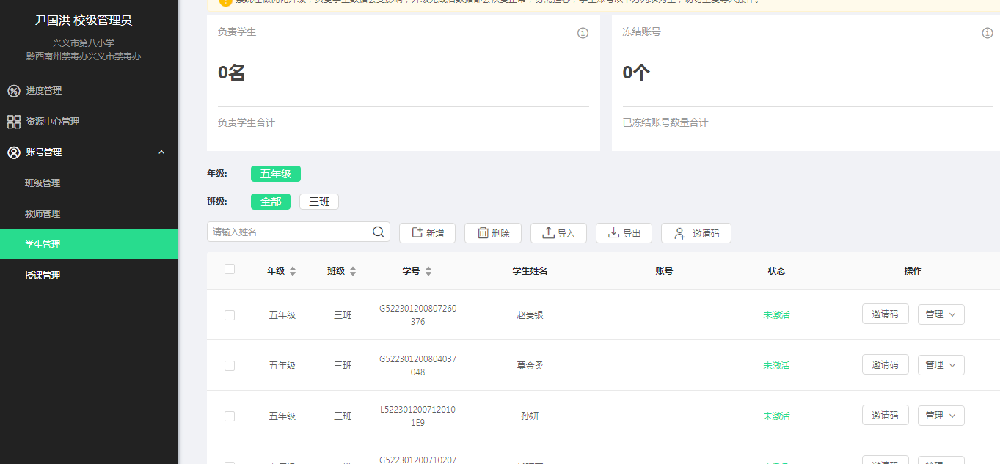 尹国洪 校级管理员
兴义市第八小学
黔西南州禁毒办兴义市禁毒办
进度管理
资源中心管理
账号管理
班级管理
教师管理
学生管理
授课管理
负责学生
0名
负责学生合计
冻结账号
0个
已冻结账号数量合计
年级: 五年级
班级: 全部 三班
请输入姓名 新增 删除 导入 导出 邀请码
年级 班级 学号 学生姓名 账号 状态 操作
五年级 三班 G522301200807260376 赵贵银 未激活 邀请码 管理
五年级 三班 G522301200804037048 莫金柔 未激活 邀请码 管理
五年级 三班 L5223012007120101E9 孙妍 未激活 邀请码 管理
G522301200710207